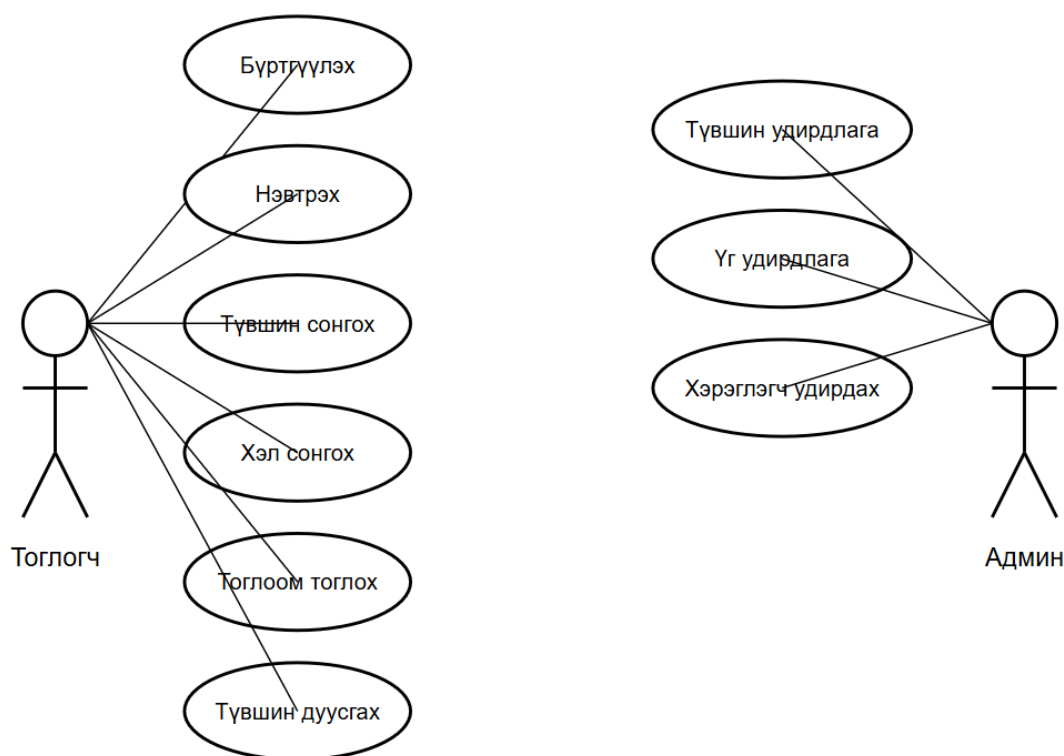 Бүртгүүлэх
Нэвтрэх
Түвшин сонгох
Хэл сонгох
Тоглоом тоглох
Түвшин дуусгах
Тоглогч
Түвшин удирдлага
Үг удирдлага
Хэрэглэгч удирдах
Админ